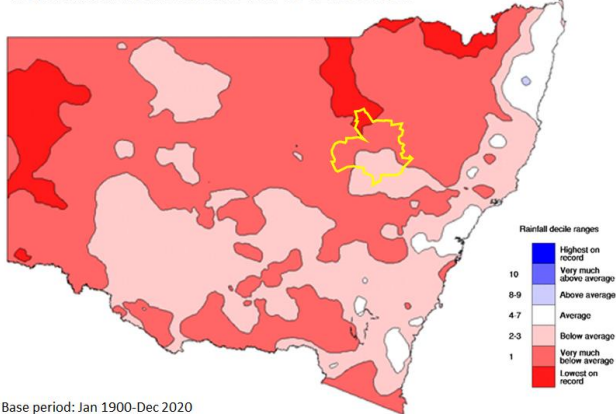 Rainfall decile ranges
Highest on
record
10
Very much
above average
8-9
Above average
4-7
Average
2-3
Below average
1
Very much
below average
Lowest on
record
Base period: Jan 1900-Dec 2020